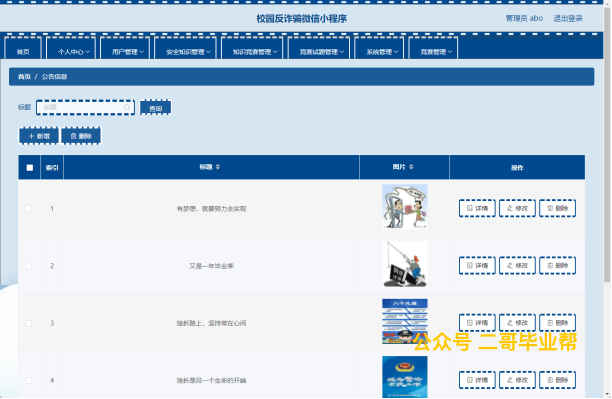 校园反诈骗微信小程序
管理员 abo 退出登录
首页 个人中心 用户管理 安全知识管理 知识竞赛管理 竞赛试题管理 系统管理 竞赛管理
首页 / 公告信息
标题 标题 查询
+ 新增 删除
索引 标题 图片 操作
1 有梦想，就要努力去实现 详情 修改 删除
2 又是一年毕业季 详情 修改 删除
3 挫折路上，坚持常在心间 详情 修改 删除
公众号 二哥毕业帮
4 挫折是另一个生命的开端 详情 修改 删除